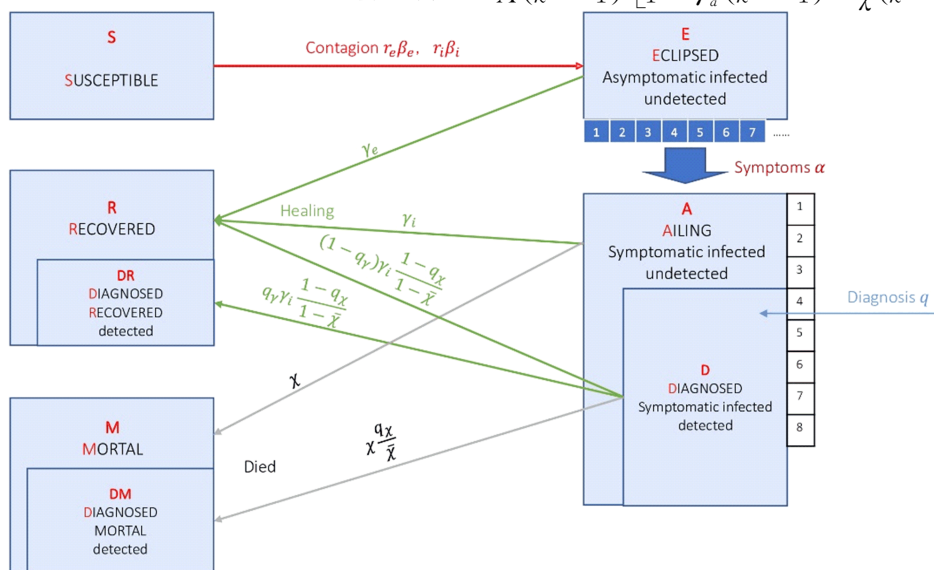 S
SUSCEPTIBLE
Contagion rₑβₑ, rᵢβᵢ
E
ECLIPSED
Asymptomatic infected
undetected
1 2 3 4 5 6 7 ......
Symptoms α
γₑ
R
RECOVERED
Healing
γᵢ
(1−q_γ)γᵢ (1−q_χ)/(1−χ̄)
q_γγᵢ (1−q_χ)/(1−χ̄)
DR
DIAGNOSED
RECOVERED
detected
A
AILING
Symptomatic infected
undetected
1
2
3
4
5
6
7
8
Diagnosis q
D
DIAGNOSED
Symptomatic infected
detected
χ
χ q_χ/χ̄
M
MORTAL
Died
DM
DIAGNOSED
MORTAL
detected